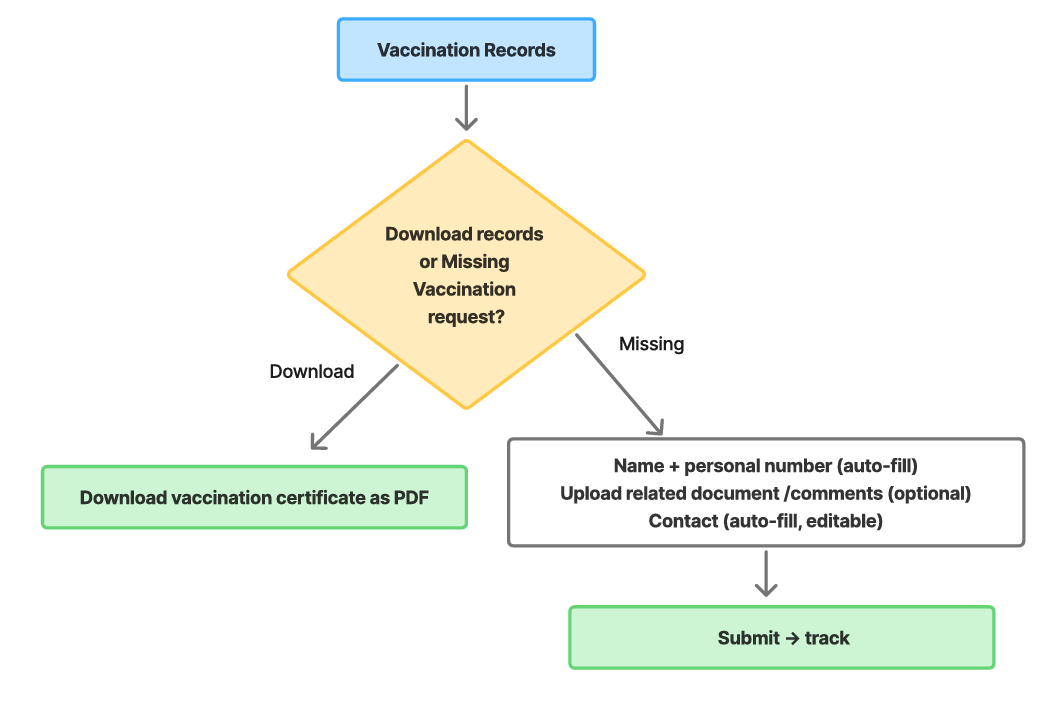 Vaccination Records
Download records
or Missing
Vaccination
request?
Missing
Download
Name + personal number (auto-fill)
Upload related document /comments (optional)
Contact (auto-fill, editable)
Download vaccination certificate as PDF
Submit → track